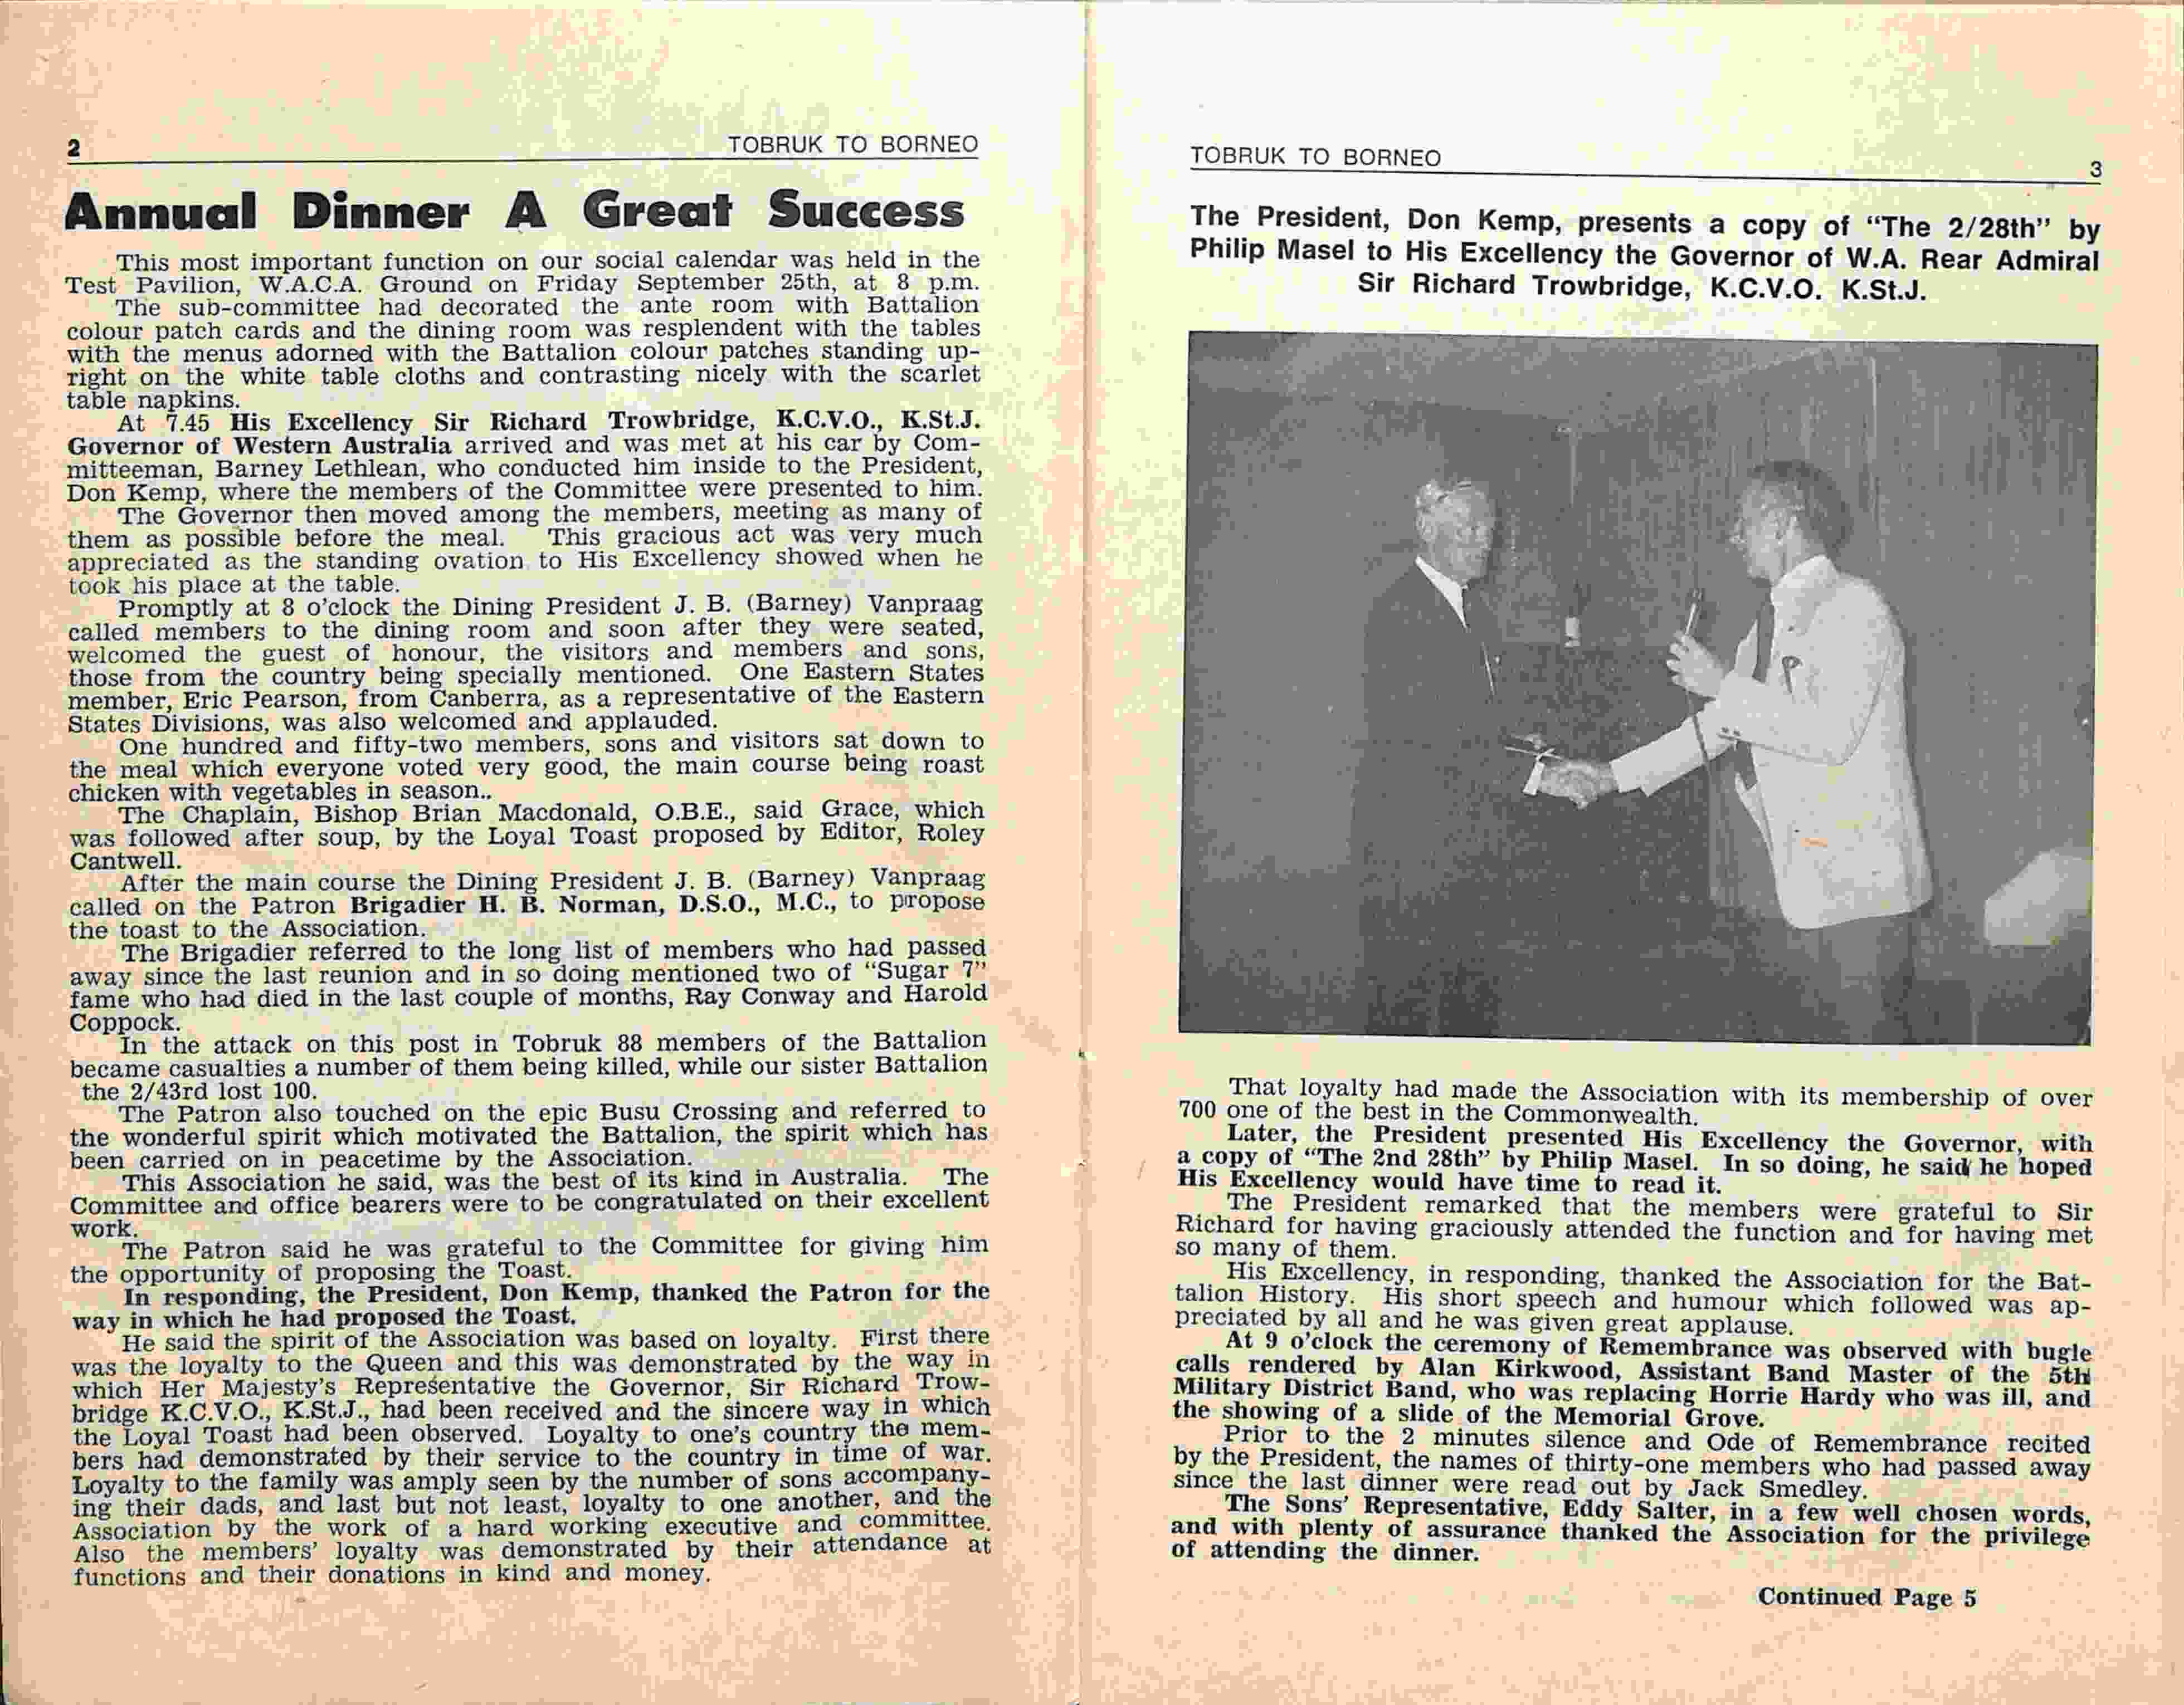 2 TOBRUK TO BORNEO
Annual Dinner A Great Success
This most important function on our social calendar was held in the
Test Pavilion, W.A.C.A. Ground on Friday September 25th, at 8 p.m.
The sub-committee had decorated the ante room with Battalion
colour patch cards and the dining room was resplendent with the tables
with the menus adorned with the Battalion colour patches standing up-
right on the white table cloths and contrasting nicely with the scarlet
table napkins.
At 7.45 His Excellency Sir Richard Trowbridge, K.C.V.O., K.St.J.
Governor of Western Australia arrived and was met at his car by Com-
mitteeman, Barney Lethlean, who conducted him inside to the President,
Don Kemp, where the members of the Committee were presented to him.
The Governor then moved among the members, meeting as many of
them as possible before the meal. This gracious act was very much
appreciated as the standing ovation to His Excellency showed when he
took his place at the table.
Promptly at 8 o'clock the Dining President J. B. (Barney) Vanpraag
called members to the dining room and soon after they were seated,
welcomed the guest of honour, the visitors and members and sons,
those from the country being specially mentioned. One Eastern States
member, Eric Pearson, from Canberra, as a representative of the Eastern
States Divisions, was also welcomed and applauded.
One hundred and fifty-two members, sons and visitors sat down to
the meal which everyone voted very good, the main course being roast
chicken with vegetables in season..
The Chaplain, Bishop Brian Macdonald, O.B.E., said Grace, which
was followed after soup, by the Loyal Toast proposed by Editor, Roley
Cantwell.
After the main course the Dining President J. B. (Barney) Vanpraag
called on the Patron Brigadier H. B. Norman, D.S.O., M.C., to propose
the toast to the Association.
The Brigadier referred to the long list of members who had passed
away since the last reunion and in so doing mentioned two of "Sugar 7"
fame who had died in the last couple of months, Ray Conway and Harold
Coppock.
In the attack on this post in Tobruk 88 members of the Battalion
became casualties a number of them being killed, while our sister Battalion
the 2/43rd lost 100.
The Patron also touched on the epic Busu Crossing and referred to
the wonderful spirit which motivated the Battalion, the spirit which has
been carried on in peacetime by the Association.
This Association he said, was the best of its kind in Australia. The
Committee and office bearers were to be congratulated on their excellent
work.
The Patron said he was grateful to the Committee for giving him
the opportunity of proposing the Toast.
In responding, the President, Don Kemp, thanked the Patron for the
way in which he had proposed the Toast.
He said the spirit of the Association was based on loyalty. First there
was the loyalty to the Queen and this was demonstrated by the way in
which Her Majesty's Representative the Governor, Sir Richard Trow-
bridge K.C.V.O., K.St.J., had been received and the sincere way in which
the Loyal Toast had been observed. Loyalty to one's country the mem-
bers had demonstrated by their service to the country in time of war.
Loyalty to the family was amply seen by the number of sons accompany-
ing their dads, and last but not least, loyalty to one another, and the
Association by the work of a hard working executive and committee.
Also the members' loyalty was demonstrated by their attendance at
functions and their donations in kind and money.
TOBRUK TO BORNEO 3
The President, Don Kemp, presents a copy of "The 2/28th" by
Philip Masel to His Excellency the Governor of W.A. Rear Admiral
Sir Richard Trowbridge, K.C.V.O. K.St.J.
That loyalty had made the Association with its membership of over
700 one of the best in the Commonwealth.
Later, the President presented His Excellency the Governor, with
a copy of "The 2nd 28th" by Philip Masel. In so doing, he said he hoped
His Excellency would have time to read it.
The President remarked that the members were grateful to Sir
Richard for having graciously attended the function and for having met
so many of them.
His Excellency, in responding, thanked the Association for the Bat-
talion History. His short speech and humour which followed was ap-
preciated by all and he was given great applause.
At 9 o'clock the ceremony of Remembrance was observed with bugle
calls rendered by Alan Kirkwood, Assistant Band Master of the 5th
Military District Band, who was replacing Horrie Hardy who was ill, and
the showing of a slide of the Memorial Grove.
Prior to the 2 minutes silence and Ode of Remembrance recited
by the President, the names of thirty-one members who had passed away
since the last dinner were read out by Jack Smedley.
The Sons' Representative, Eddy Salter, in a few well chosen words,
and with plenty of assurance thanked the Association for the privilege
of attending the dinner.
Continued Page 5